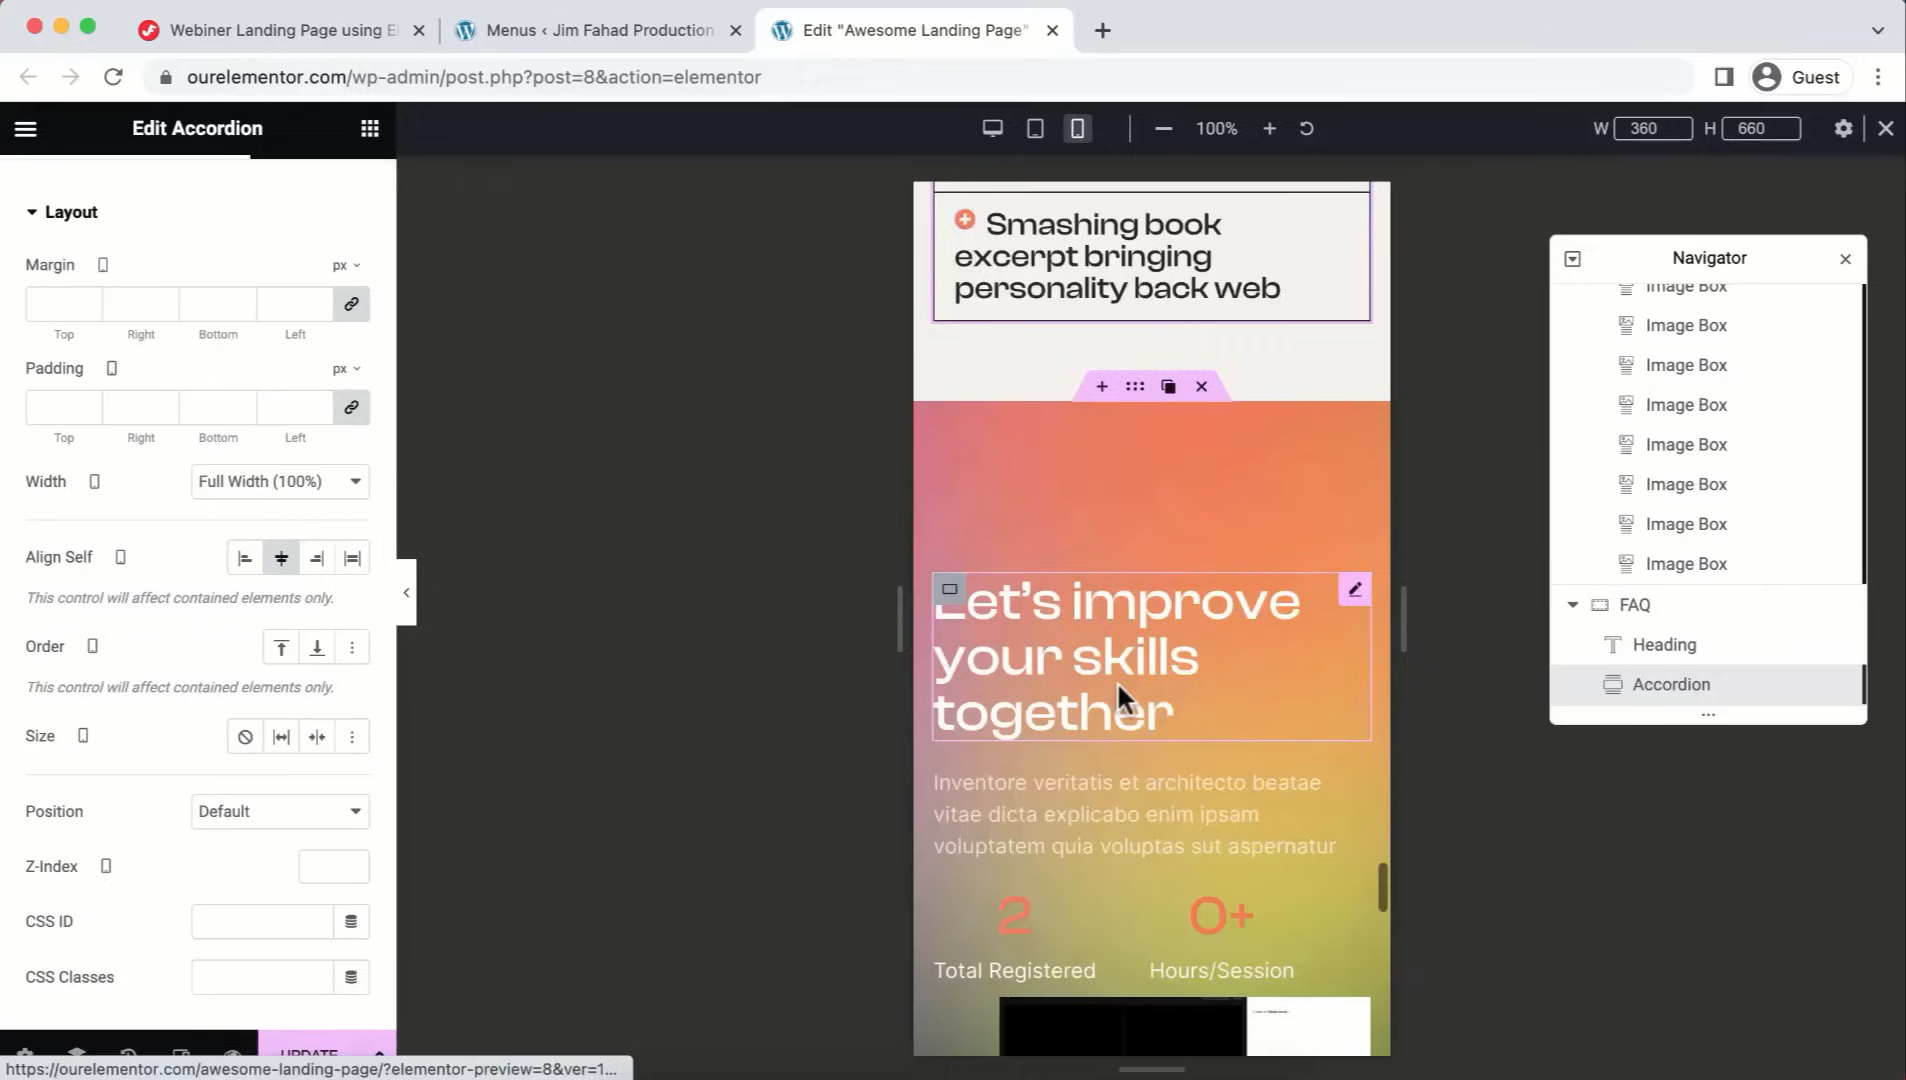 Webiner Landing Page using El
Menus ‹ Jim Fahad Production
Edit "Awesome Landing Page"
ourelementor.com/wp-admin/post.php?post=8&action=elementor
Guest
Edit Accordion
100%
W 360 H 660
Layout
Margin
px
Top Right Bottom Left
Padding
px
Top Right Bottom Left
Width
Full Width (100%)
Align Self
This control will affect contained elements only.
Order
This control will affect contained elements only.
Size
Position
Default
Z-Index
CSS ID
CSS Classes
UPDATE
https://ourelementor.com/awesome-landing-page/?elementor-preview=8&ver=1...
Smashing book
excerpt bringing
personality back web
Let's improve
your skills
together
Inventore veritatis et architecto beatae
vitae dicta explicabo enim ipsam
voluptatem quia voluptas sut aspernatur
2 0+
Total Registered Hours/Session
Navigator
Image Box
Image Box
Image Box
Image Box
Image Box
Image Box
Image Box
Image Box
FAQ
Heading
Accordion